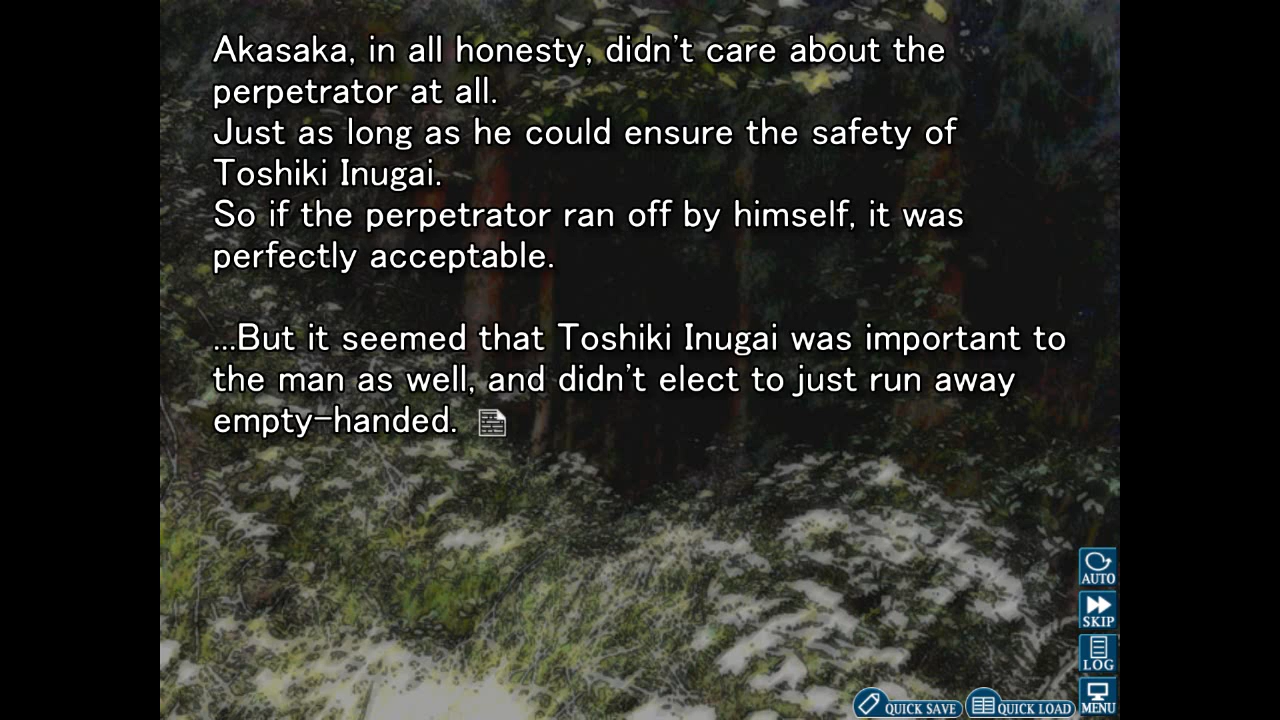 Akasaka, in all honesty, didn't care about the
perpetrator at all.
Just as long as he could ensure the safety of
Toshiki Inugai.
So if the perpetrator ran off by himself, it was
perfectly acceptable.
...But it seemed that Toshiki Inugai was important to
the man as well, and didn't elect to just run away
empty-handed.
AUTO
SKIP
LOG
QUICK SAVE
QUICK LOAD
MENU